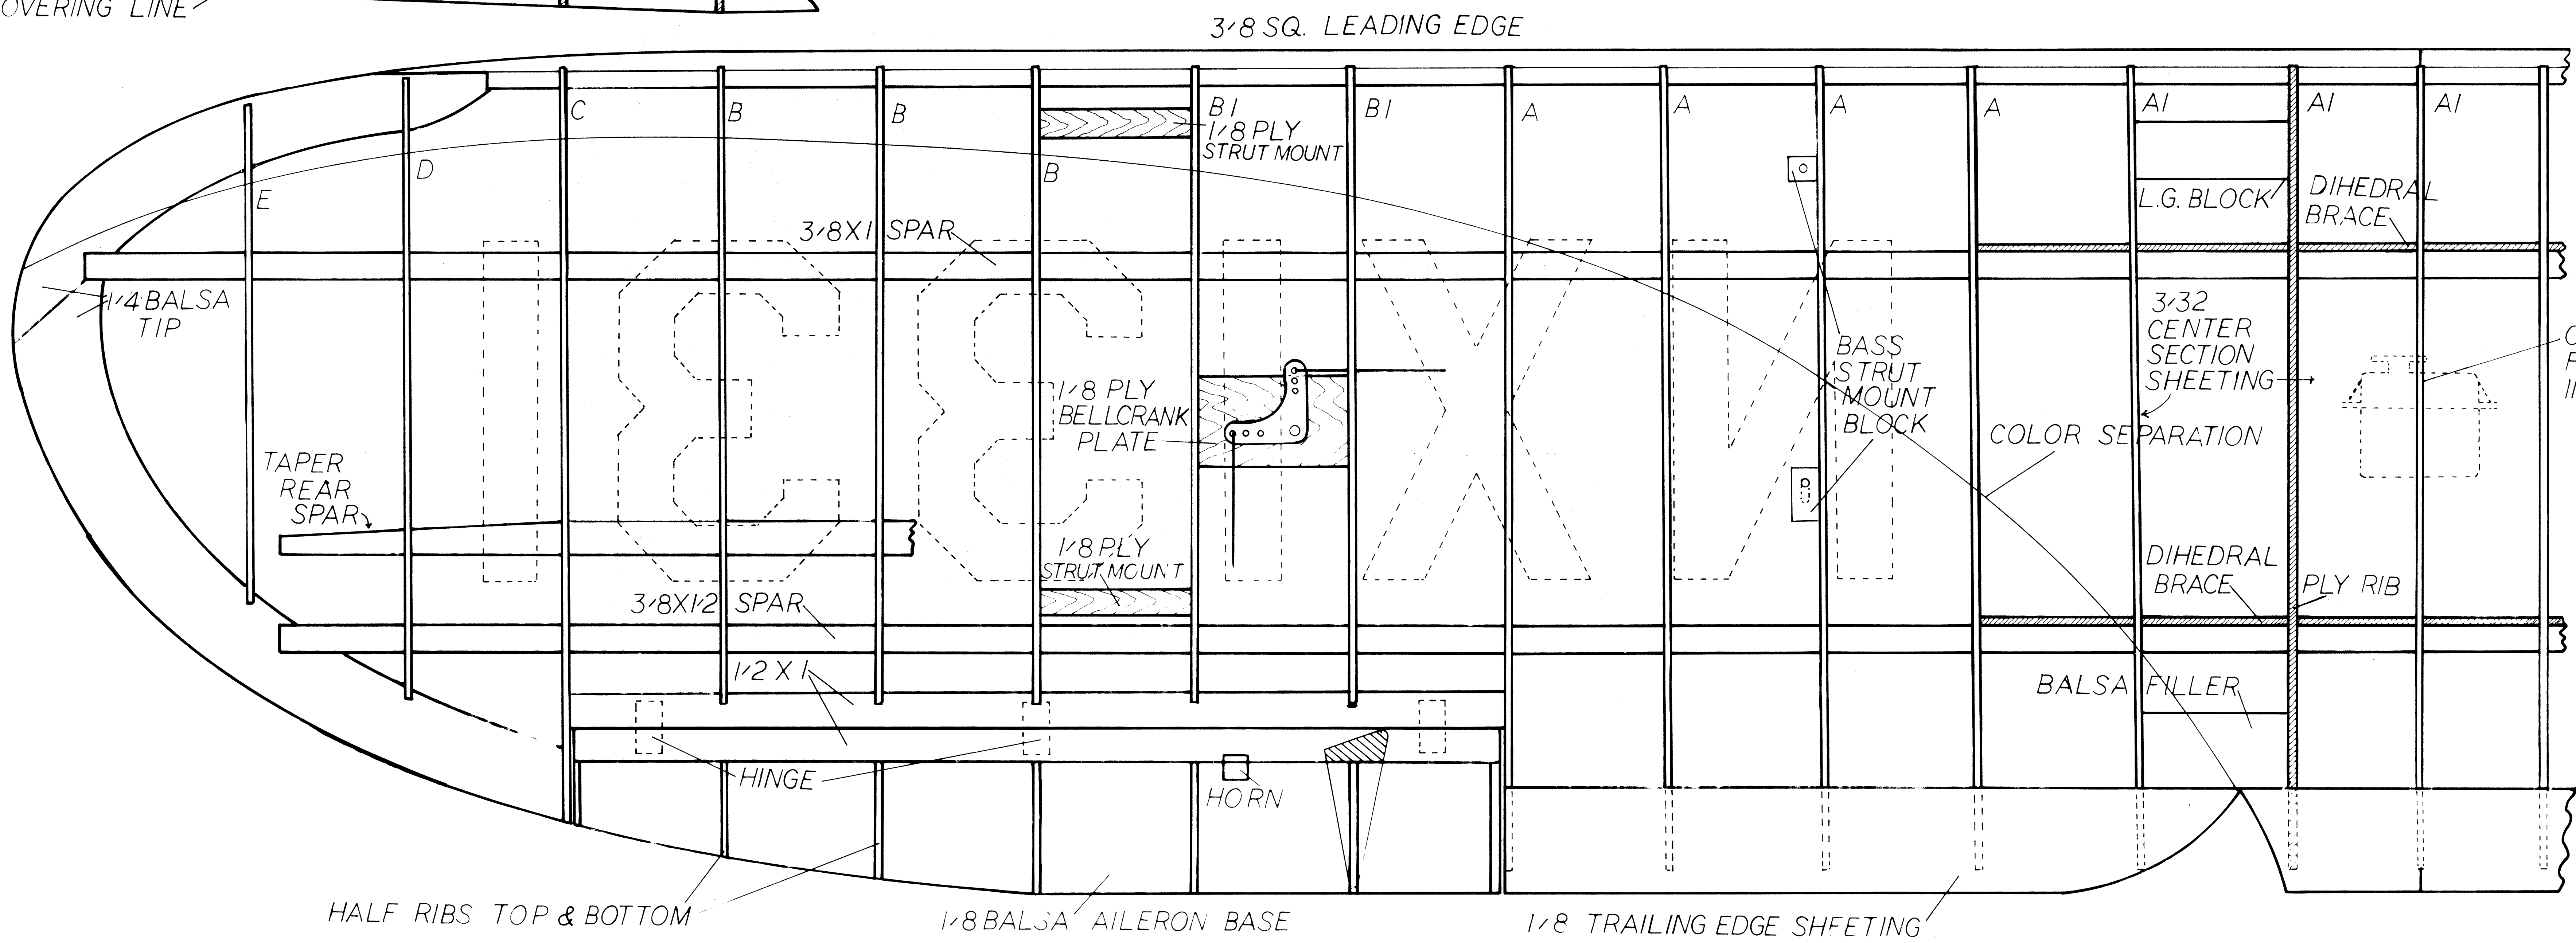 OVERING LINE
3/8 SQ. LEADING EDGE
C
B
B
B1
1/8 PLY
STRUT MOUNT
B1
A
A
A
A
A1
A1
A1
E
D
B
L.G. BLOCK
DIHEDRAL
BRACE
3/8X1 SPAR
1/4 BALSA
TIP
NX1331
3/32
CENTER
SECTION
SHEETING
BASS
STRUT
MOUNT
BLOCK
1/8 PLY
BELLCRANK
PLATE
COLOR SEPARATION
TAPER
REAR
SPAR
1/8 PLY
STRUT MOUNT
DIHEDRAL
BRACE
PLY RIB
3/8X1/2 SPAR
1/2 X 1
BALSA FILLER
HINGE
HORN
HALF RIBS TOP & BOTTOM
1/8 BALSA AILERON BASE
1/8 TRAILING EDGE SHEETING